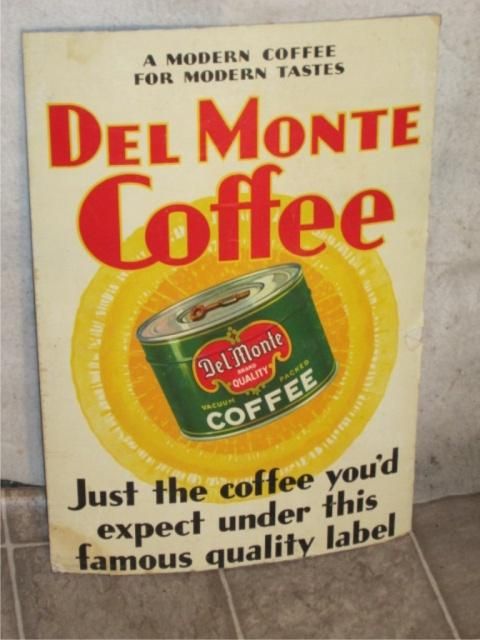 A MODERN COFFEE
FOR MODERN TASTES
DEL MONTE
Coffee
Del Monte
BRAND
QUALITY
VACUUM PACKED
COFFEE
Just the coffee you'd
expect under this
famous quality label